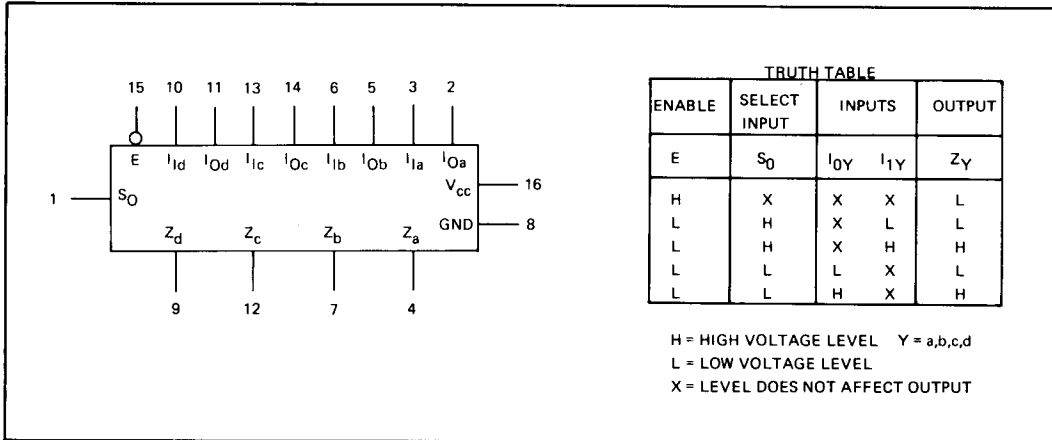 15 10 11 13 14 6 5 3 2
E I1d I0d I1c I0c I1b I0b I1a I0a
VCC 16
1 S0
GND 8
Zd Zc Zb Za
9 12 7 4
TRUTH TABLE
ENABLE SELECT INPUT INPUTS OUTPUT
E S0 I0Y I1Y ZY
H X X X L
L H X L L
L H X H H
L L L X L
L L H X H
H = HIGH VOLTAGE LEVEL Y = a,b,c,d
L = LOW VOLTAGE LEVEL
X = LEVEL DOES NOT AFFECT OUTPUT